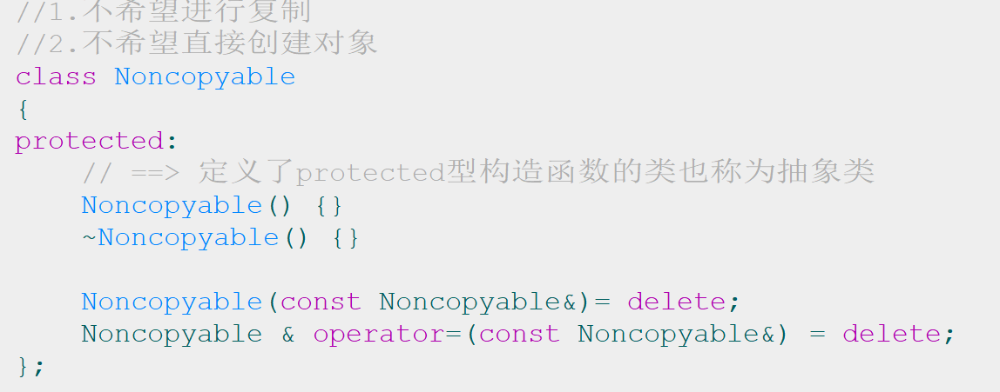 //1.不希望进行复制
//2.不希望直接创建对象
class Noncopyable
{
protected:
    // ==> 定义了protected型构造函数的类也称为抽象类
    Noncopyable() {}
    ~Noncopyable() {}

    Noncopyable(const Noncopyable&)= delete;
    Noncopyable & operator=(const Noncopyable&) = delete;
};